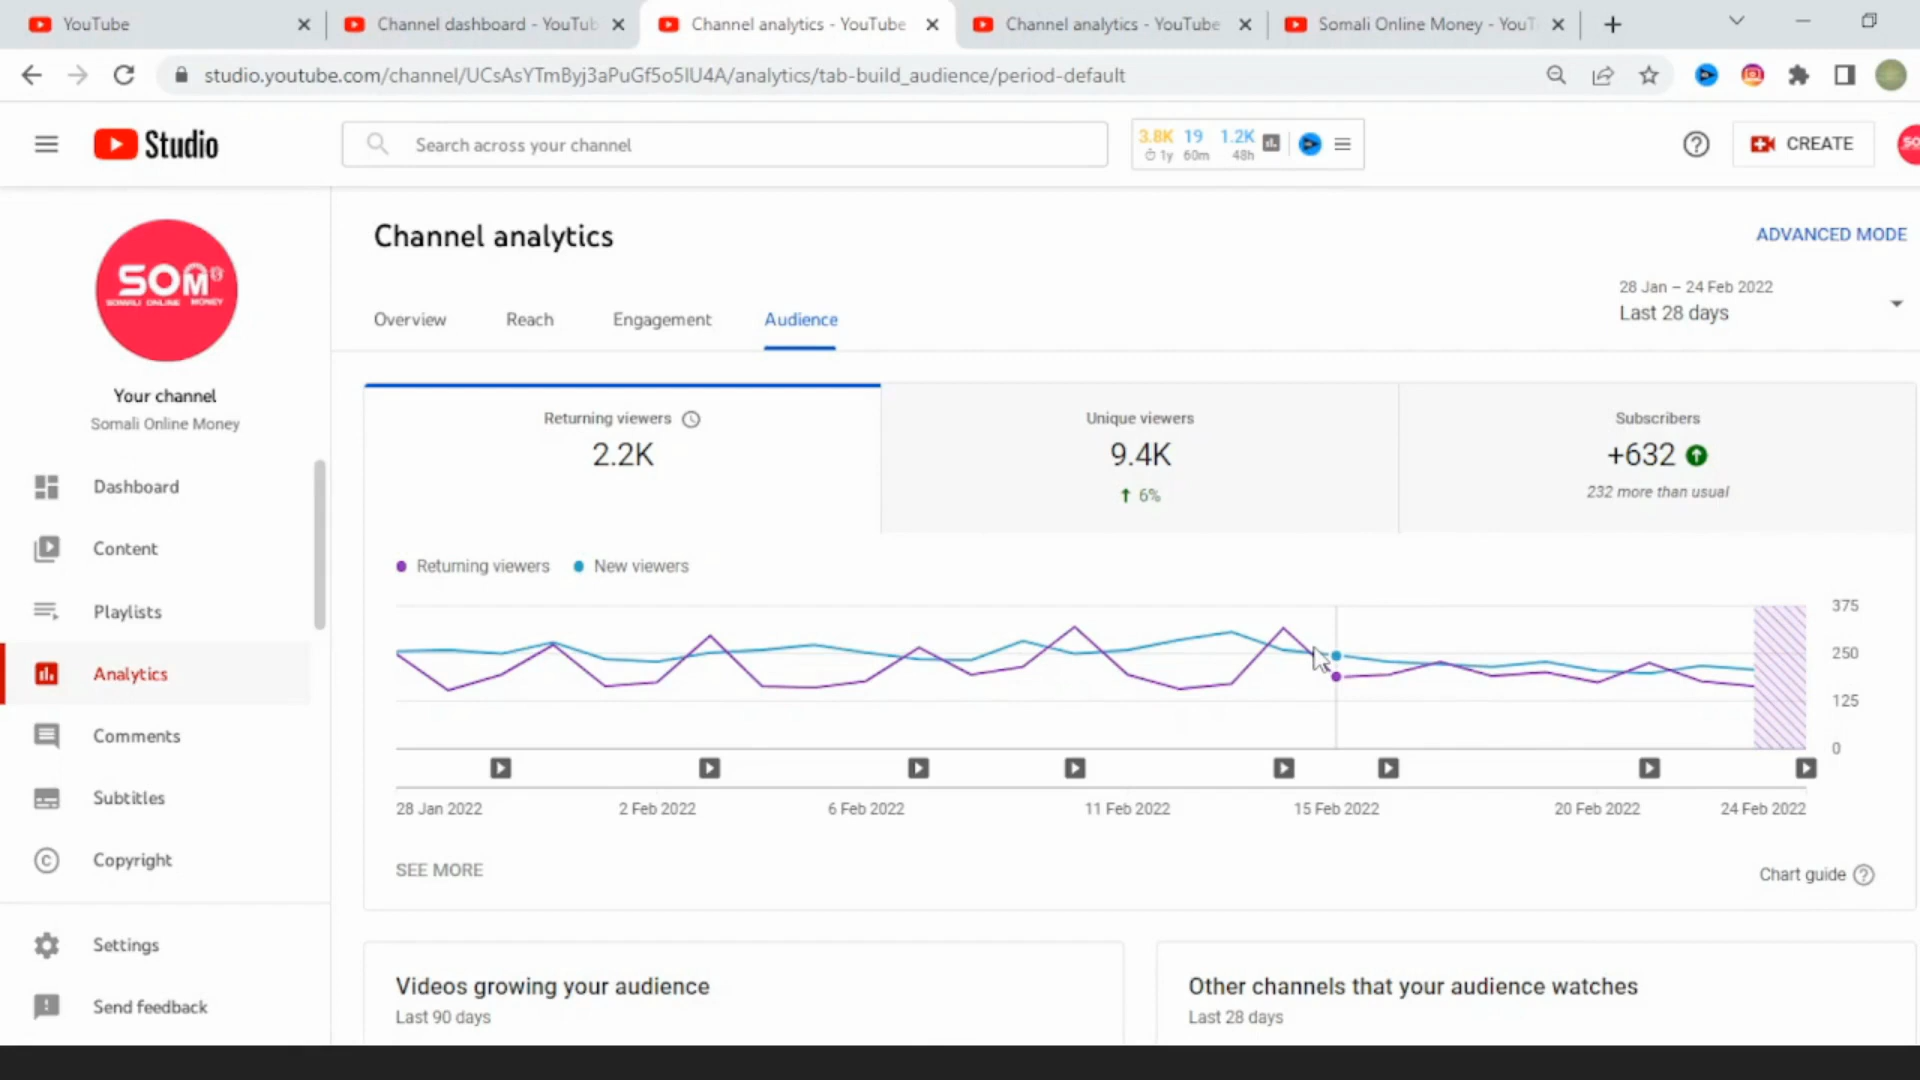 YouTube
Channel dashboard - YouTub
Channel analytics - YouTube
Channel analytics - YouTube
Somali Online Money - YouT
studio.youtube.com/channel/UCsAsYTmByj3aPuGf5o5IU4A/analytics/tab-build_audience/period-default
Studio
Search across your channel
3.8K 19 1.2K
1y 60m 48h
CREATE
SO
SOM
SOMALI ONLINE MONEY
Your channel
Somali Online Money
Dashboard
Content
Playlists
Analytics
Comments
Subtitles
Copyright
Settings
Send feedback
Channel analytics
ADVANCED MODE
28 Jan – 24 Feb 2022
Last 28 days
Overview
Reach
Engagement
Audience
Returning viewers
2.2K
Unique viewers
9.4K
6%
Subscribers
+632
232 more than usual
Returning viewers
New viewers
375
250
125
0
28 Jan 2022
2 Feb 2022
6 Feb 2022
11 Feb 2022
15 Feb 2022
20 Feb 2022
24 Feb 2022
SEE MORE
Chart guide
Videos growing your audience
Last 90 days
Other channels that your audience watches
Last 28 days